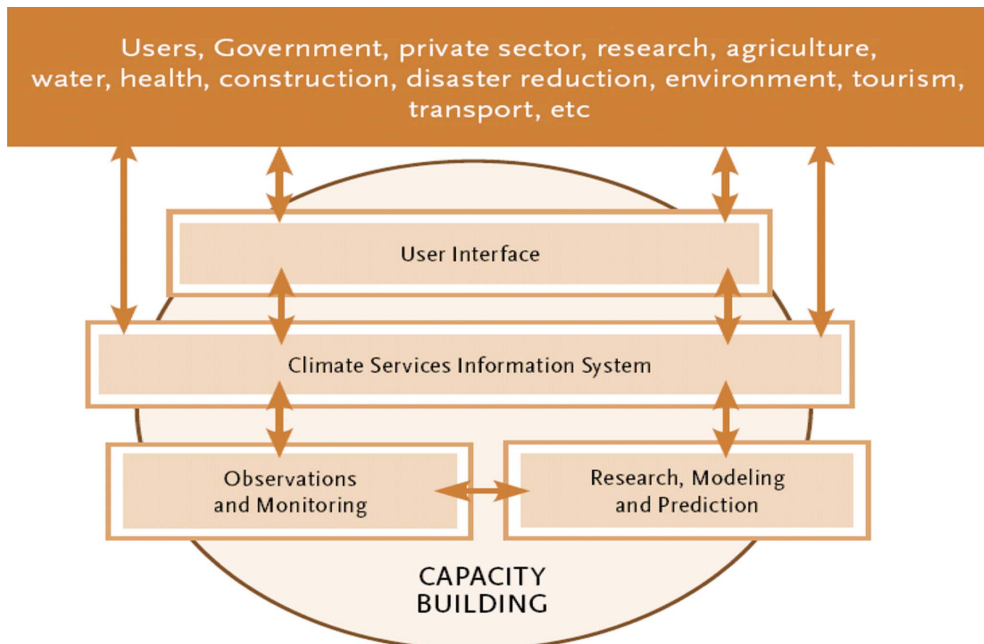 Users, Government, private sector, research, agriculture,
water, health, construction, disaster reduction, environment, tourism,
transport, etc
User Interface
Climate Services Information System
Observations
and Monitoring
Research, Modeling
and Prediction
CAPACITY
BUILDING